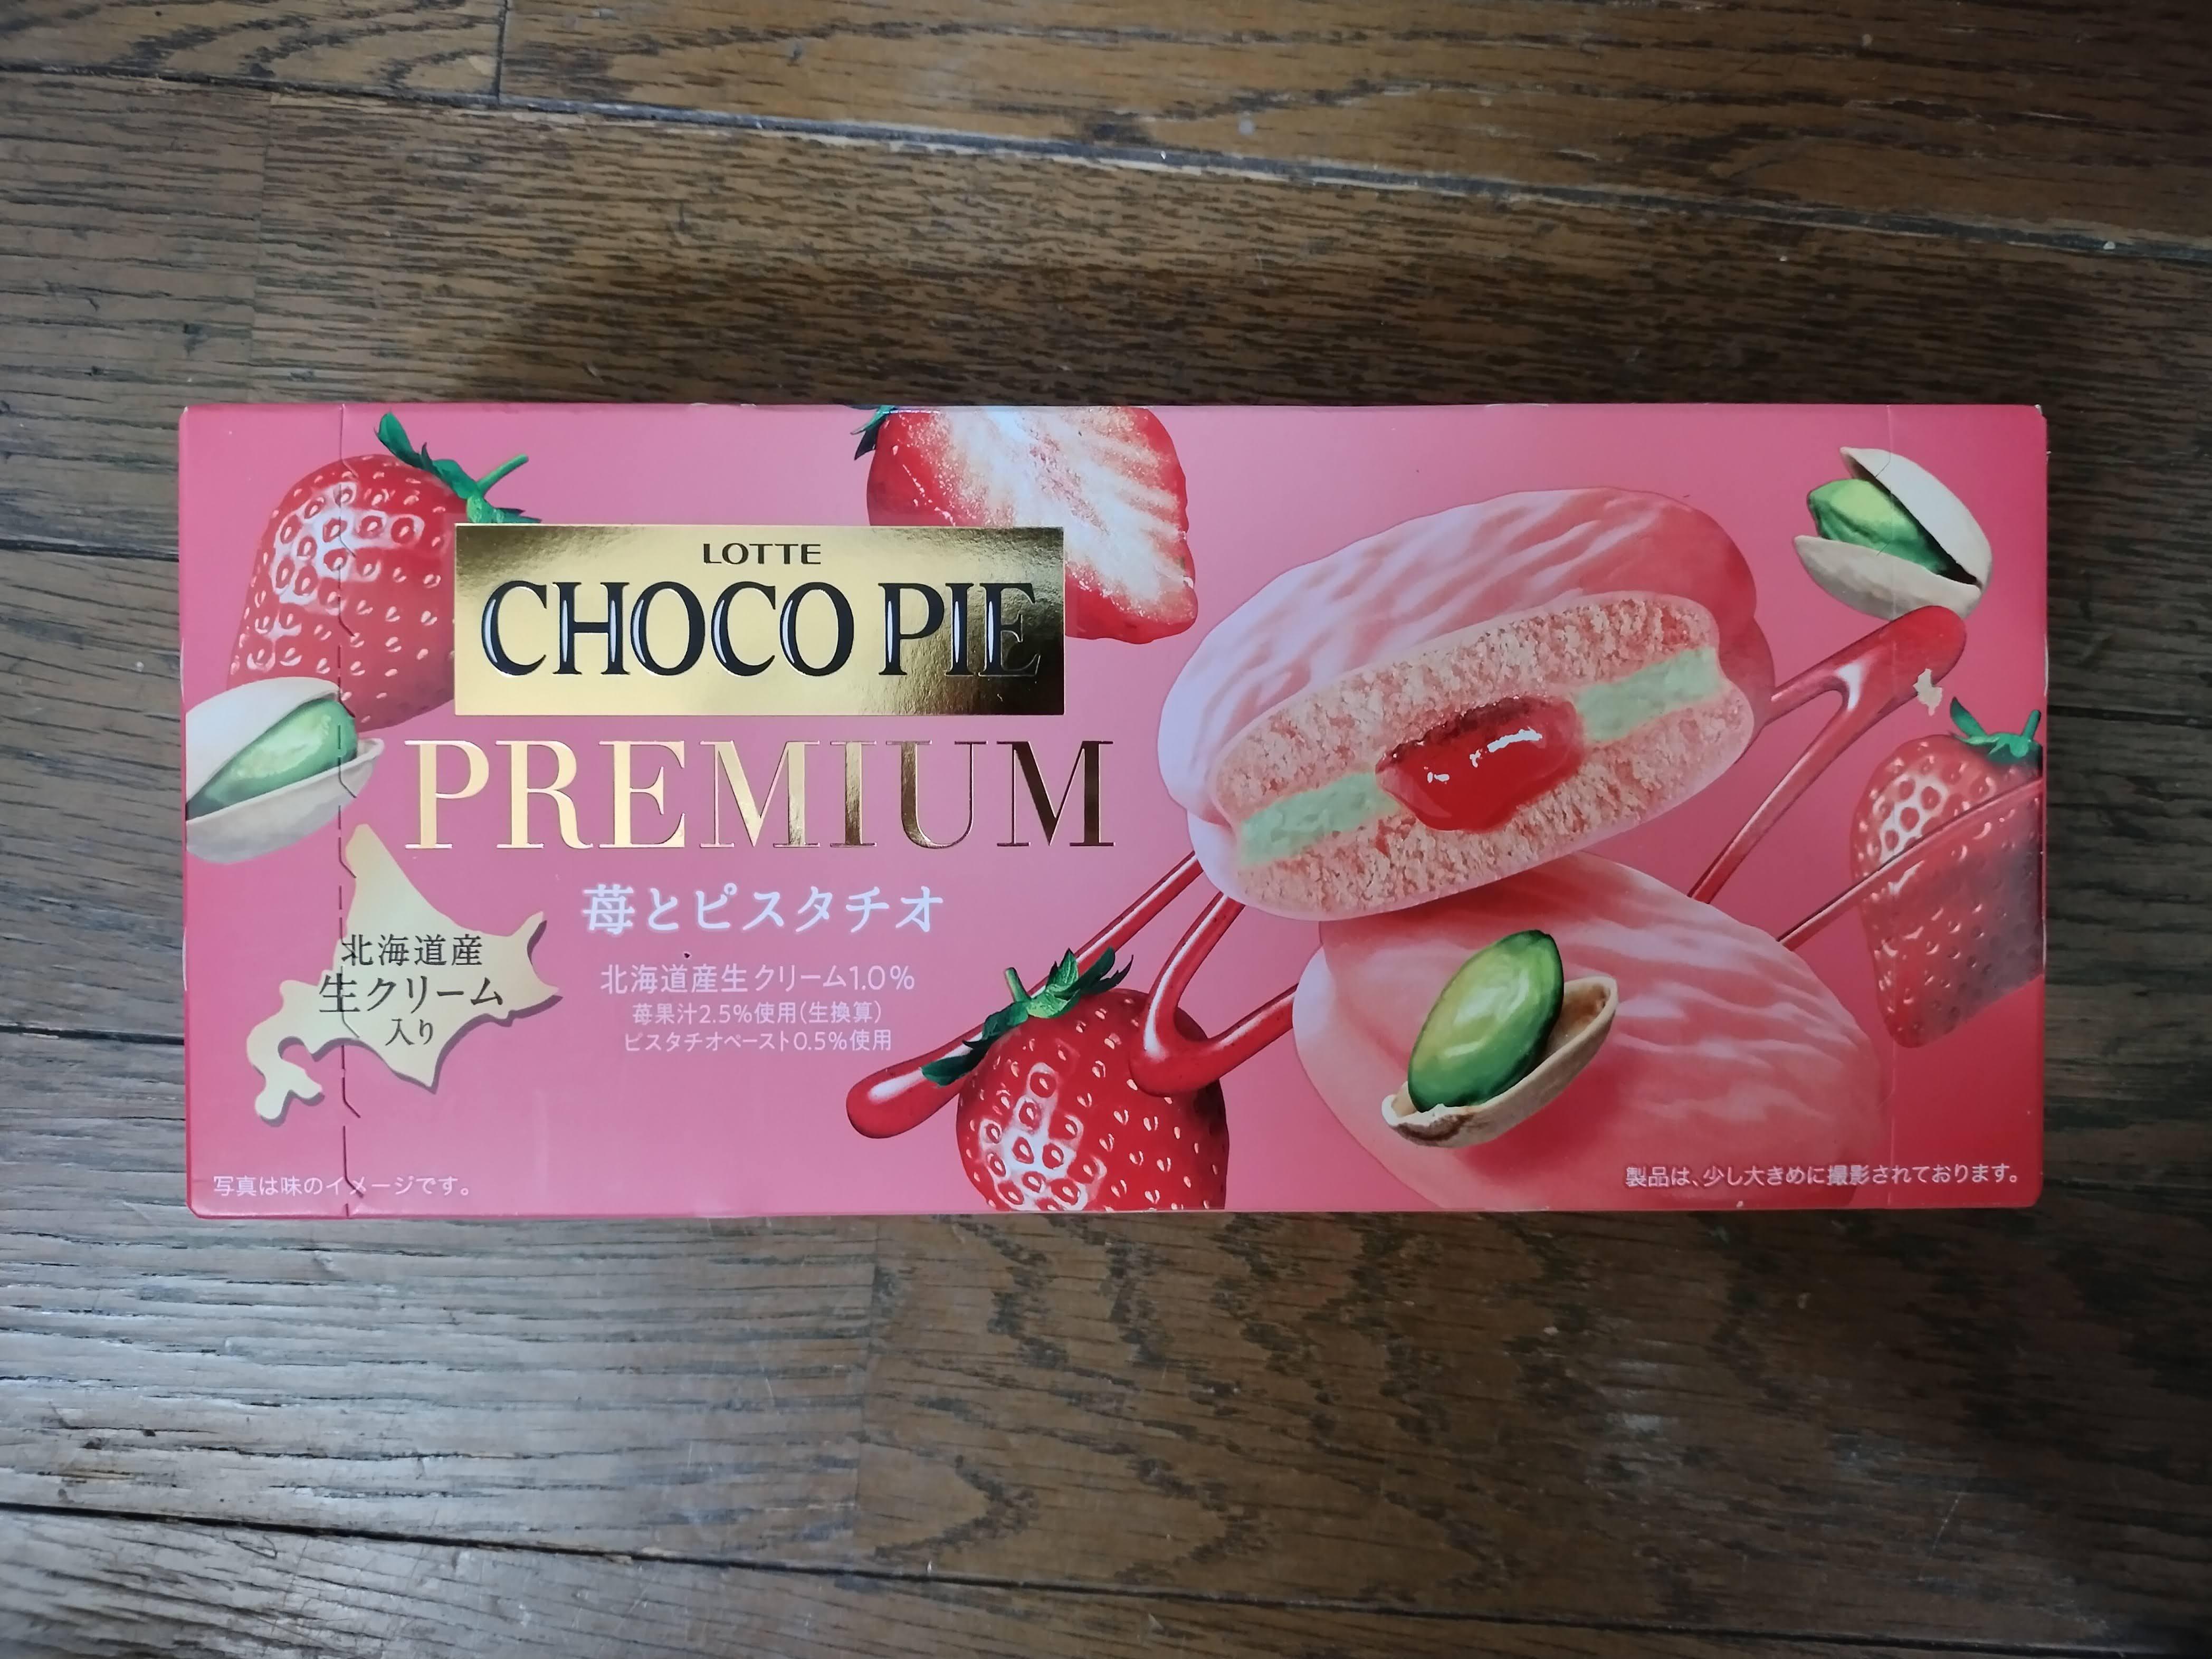 LOTTE
CHOCO PIE
PREMIUM
苺とピスタチオ
北海道産
生クリーム
入り
北海道産生クリーム1.0%
苺果汁2.5%使用(生換算)
ピスタチオペースト0.5%使用
写真は味のイメージです。
製品は、少し大きめに撮影されております。